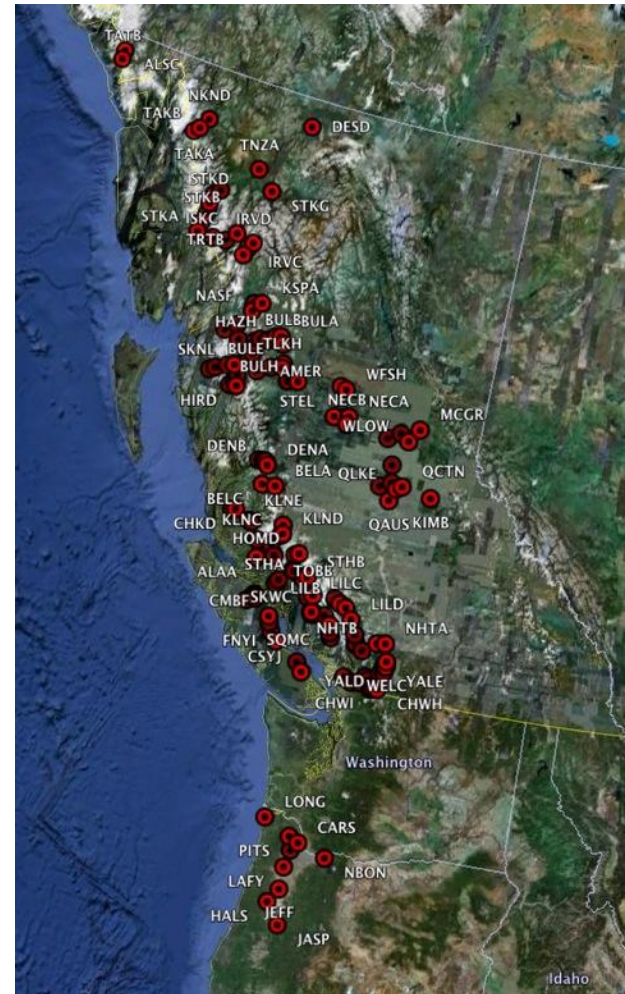 TATB
ALSC
NKND
TAKB
DESD
TAKA
TNZA
STKD
STKB
STKG
STKA
ISKC
IRVD
TRTB
IRVC
KSPA
NASF
HAZH
BULB
BULA
TLKH
SKNL
BULE
BULH
AMER
WFSH
HIRD
STEL
NECB
NECA
MCGR
WLOW
DENB
DENA
BELA
QLKE
QCTN
BELC
KLNE
CHKD
KLNC
KLND
QAUS
KIMB
HOMD
STHA
STHB
ALAA
TOBB
LILC
LILB
CMBF
SKWC
LILD
NHTB
NHTA
FNYI
SQMC
CSYJ
YALD
WELC
YALE
CHWI
CHWH
Washington
LONG
CARS
PITS
NBON
LAFY
HALS
JEFF
JASP
Idaho